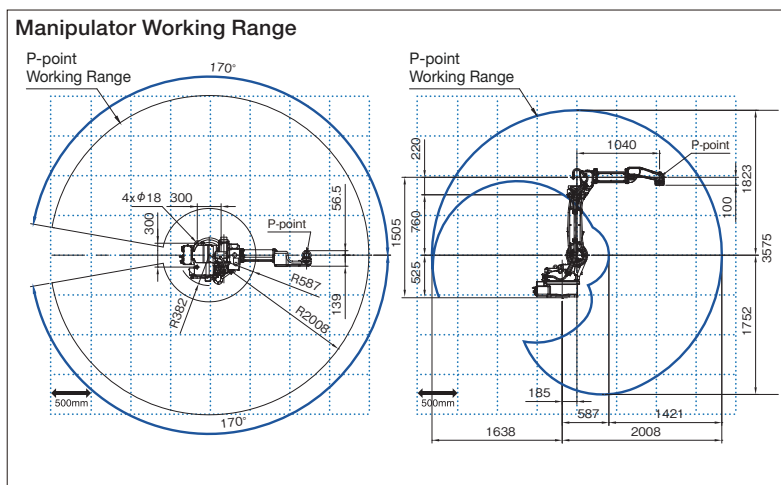 Manipulator Working Range
P-point
Working Range
170°
4xΦ18
300
300
56.5
P-point
R587
139
R382
R2008
500mm
170°
P-point
Working Range
220
1040
P-point
1823
100
1505
760
3575
525
1752
500mm
185
587
1421
1638
2008